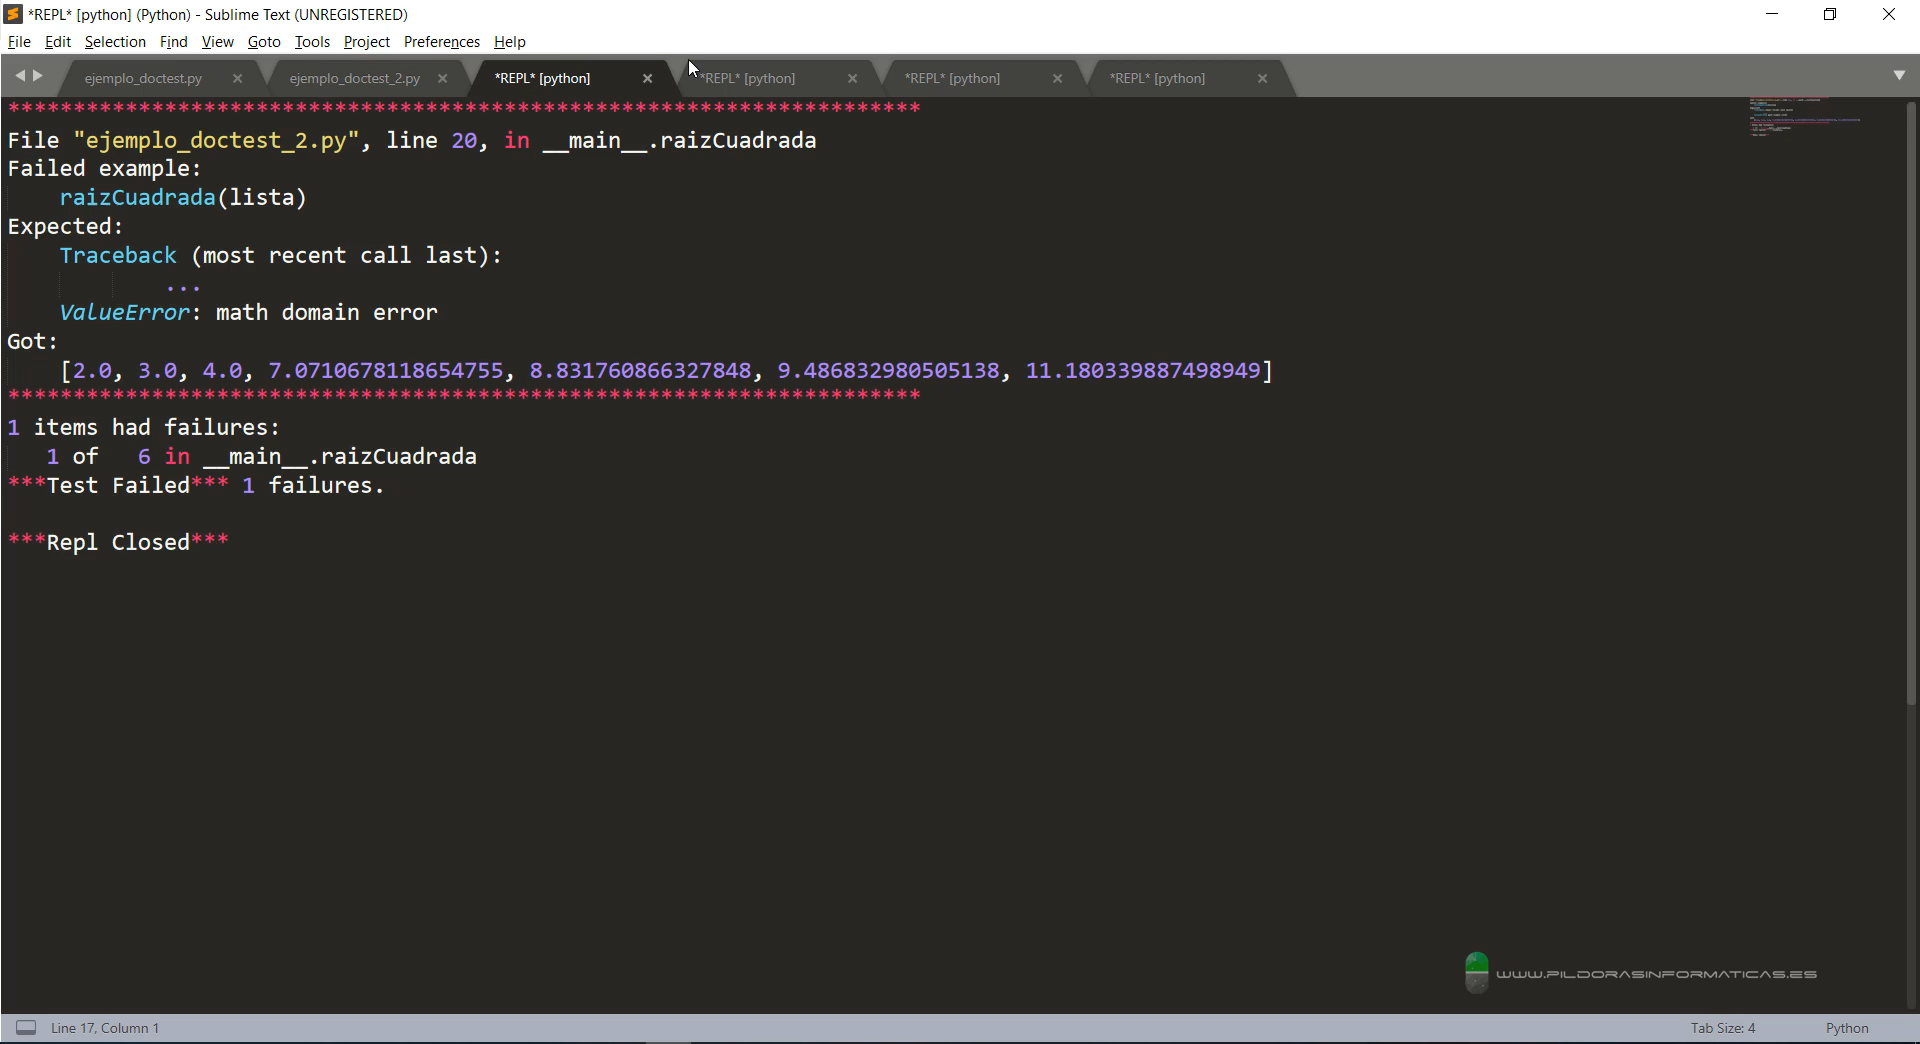 *REPL* [python] (Python) - Sublime Text (UNREGISTERED)
File Edit Selection Find View Goto Tools Project Preferences Help
ejemplo_doctest.py ejemplo_doctest_2.py *REPL* [python] *REPL* [python] *REPL* [python] *REPL* [python]
**********************************************************************
File "ejemplo_doctest_2.py", line 20, in __main__.raizCuadrada
Failed example:
    raizCuadrada(lista)
Expected:
    Traceback (most recent call last):
            ...
    ValueError: math domain error
Got:
    [2.0, 3.0, 4.0, 7.0710678118654755, 8.831760866327848, 9.486832980505138, 11.180339887498949]
**********************************************************************
1 items had failures:
   1 of   6 in __main__.raizCuadrada
***Test Failed*** 1 failures.
***Repl Closed***
WWW.PILDORASINFORMATICAS.ES
Line 17, Column 1 Tab Size: 4 Python